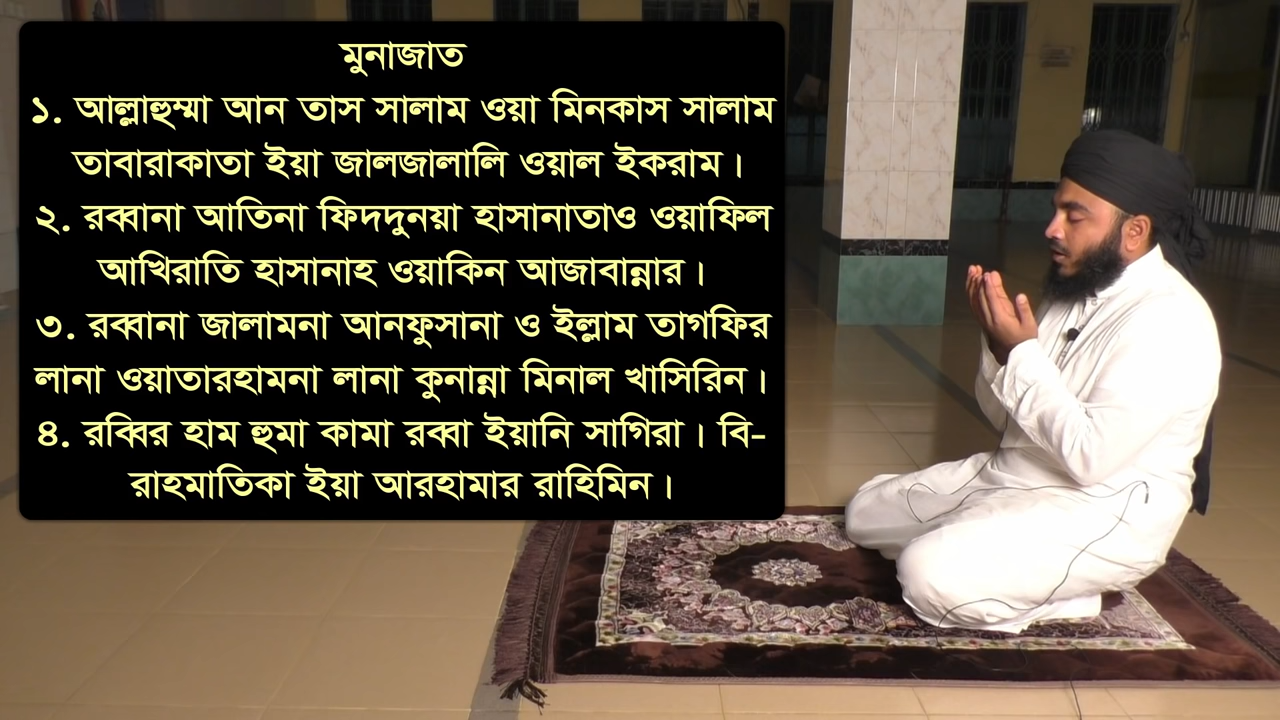 মুনাজাত
১. আল্লাহুম্মা আন তাস সালাম ওয়া মিনকাস সালাম
তাবারাকাতা ইয়া জালজালালি ওয়াল ইকরাম।
২. রব্বানা আতিনা ফিদদুনয়া হাসানাতাও ওয়াফিল
আখিরাতি হাসানাহ ওয়াকিন আজাবান্নার।
৩. রব্বানা জালামনা আনফুসানা ও ইল্লাম তাগফির
লানা ওয়াতারহামনা লানা কুনান্না মিনাল খাসিরিন।
৪. রব্বির হাম হুমা কামা রব্বা ইয়ানি সাগিরা। বি-
রাহমাতিকা ইয়া আরহামার রাহিমিন।